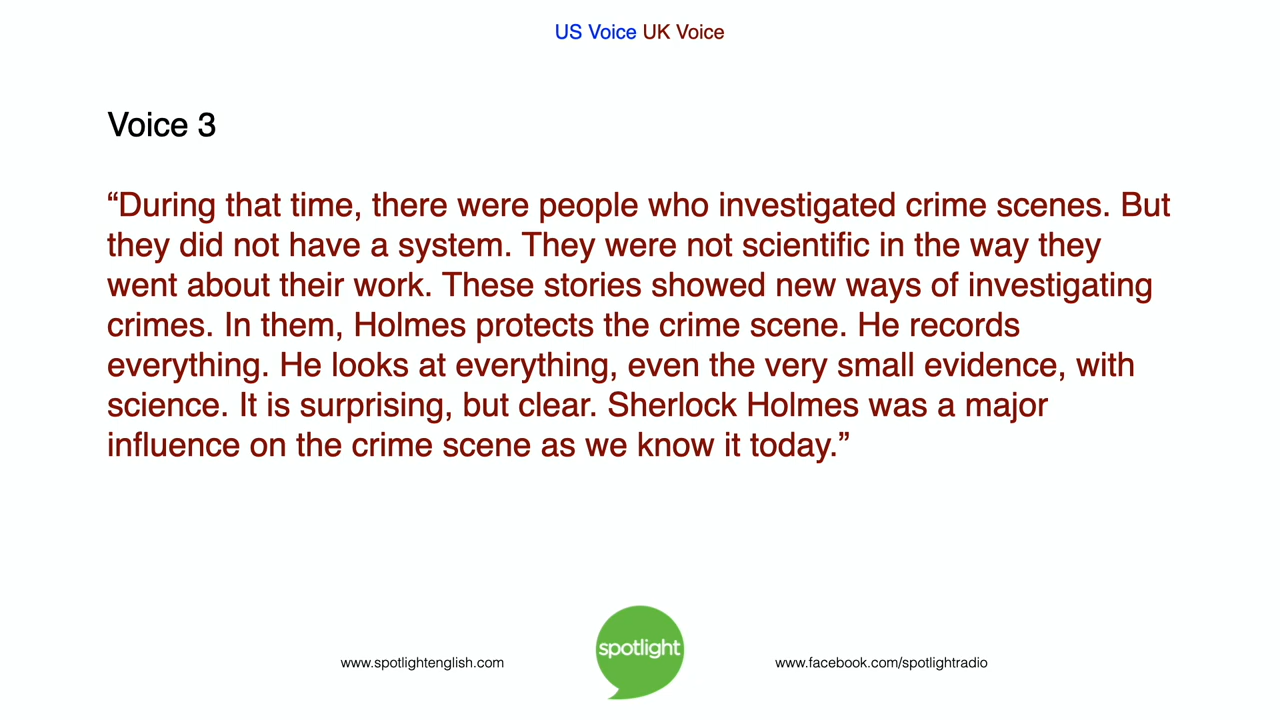 US Voice UK Voice
Voice 3
“During that time, there were people who investigated crime scenes. But
they did not have a system. They were not scientific in the way they
went about their work. These stories showed new ways of investigating
crimes. In them, Holmes protects the crime scene. He records
everything. He looks at everything, even the very small evidence, with
science. It is surprising, but clear. Sherlock Holmes was a major
influence on the crime scene as we know it today.”
www.spotlightenglish.com
spotlight
www.facebook.com/spotlightradio